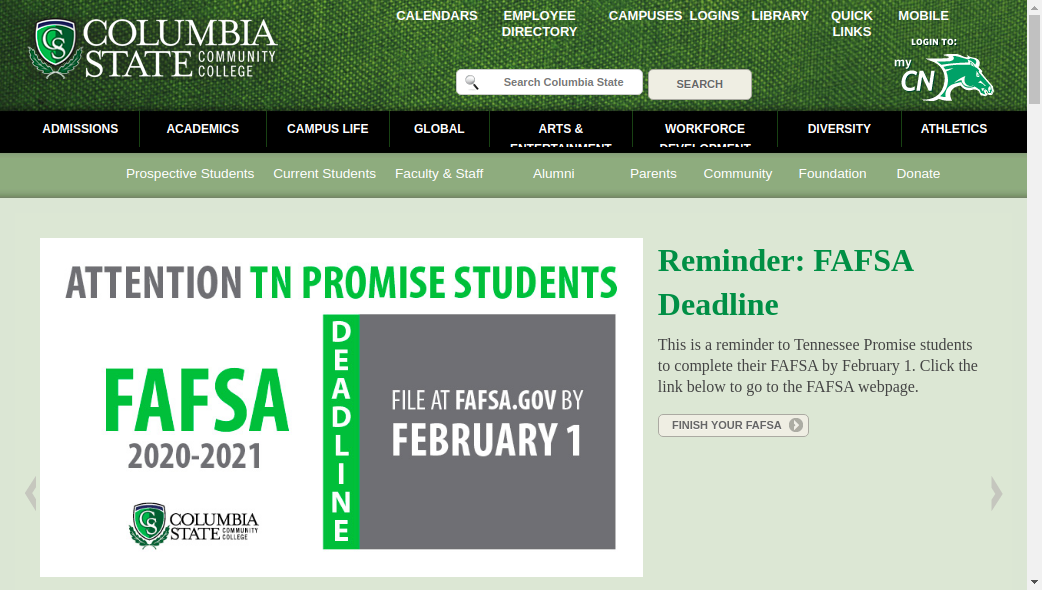 COLUMBIA
STATE COMMUNITY
COLLEGE
CALENDARS EMPLOYEE DIRECTORY CAMPUSES LOGINS LIBRARY QUICK LINKS MOBILE
LOGIN TO:
my
CN
Search Columbia State SEARCH
ADMISSIONS ACADEMICS CAMPUS LIFE GLOBAL ARTS & ENTERTAINMENT WORKFORCE DEVELOPMENT DIVERSITY ATHLETICS
Prospective Students Current Students Faculty & Staff Alumni Parents Community Foundation Donate
ATTENTION TN PROMISE STUDENTS
FAFSA
2020-2021
CS
COLUMBIA
STATE COMMUNITY
COLLEGE
DEADLINE
FILE AT FAFSA.GOV BY
FEBRUARY 1
Reminder: FAFSA
Deadline
This is a reminder to Tennessee Promise students
to complete their FAFSA by February 1. Click the
link below to go to the FAFSA webpage.
FINISH YOUR FAFSA